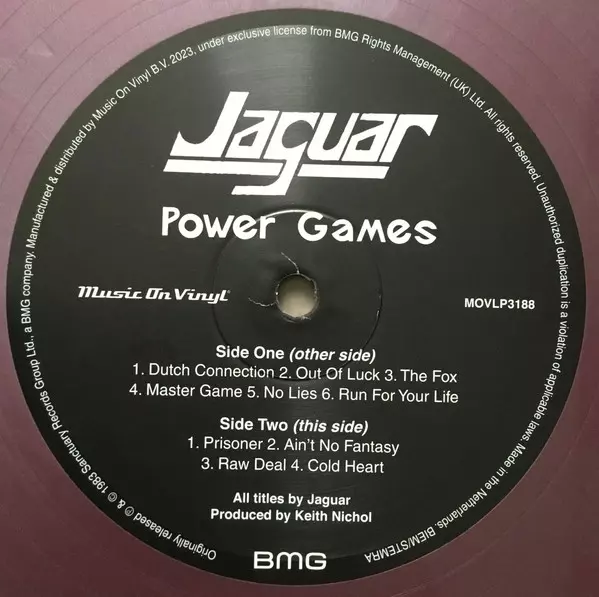 Originally released ℗ & © 1983 Sanctuary Records Group Ltd., a BMG company. Manufactured & distributed by Music On Vinyl B.V. 2023, under exclusive license from BMG Rights Management (UK) Ltd. All rights reserved. Unauthorized duplication is a violation of applicable laws. Made in the Netherlands. BIEM/STEMRA
Jaguar
Power Games
Music On Vinyl®
MOVLP3188
Side One (other side)
1. Dutch Connection 2. Out Of Luck 3. The Fox
4. Master Game 5. No Lies 6. Run For Your Life
Side Two (this side)
1. Prisoner 2. Ain't No Fantasy
3. Raw Deal 4. Cold Heart
All titles by Jaguar
Produced by Keith Nichol
BMG